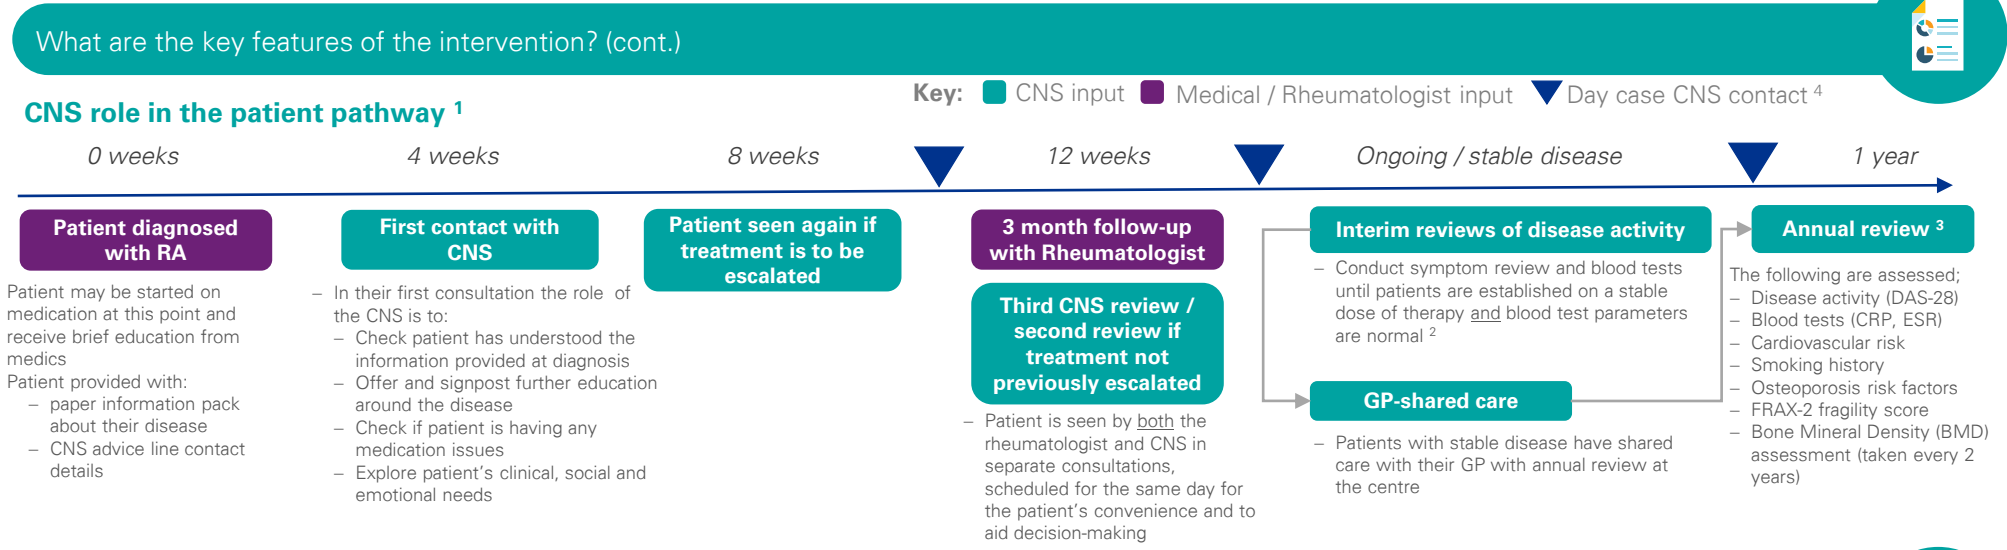 What are the key features of the intervention? (cont.)
CNS role in the patient pathway 1
Key: CNS input Medical / Rheumatologist input Day case CNS contact 4
0 weeks
4 weeks
8 weeks
12 weeks
Ongoing / stable disease
1 year
Patient diagnosed
with RA
Patient may be started on
medication at this point and
receive brief education from
medics
Patient provided with:
– paper information pack
about their disease
– CNS advice line contact
details
First contact with
CNS
– In their first consultation the role of
the CNS is to:
– Check patient has understood the
information provided at diagnosis
– Offer and signpost further education
around the disease
– Check if patient is having any
medication issues
– Explore patient's clinical, social and
emotional needs
Patient seen again if
treatment is to be
escalated
3 month follow-up
with Rheumatologist
Third CNS review /
second review if
treatment not
previously escalated
– Patient is seen by both the
rheumatologist and CNS in
separate consultations,
scheduled for the same day for
the patient's convenience and to
aid decision-making
Interim reviews of disease activity
– Conduct symptom review and blood tests
until patients are established on a stable
dose of therapy and blood test parameters
are normal 2
GP-shared care
– Patients with stable disease have shared
care with their GP with annual review at
the centre
Annual review 3
The following are assessed;
– Disease activity (DAS-28)
– Blood tests (CRP, ESR)
– Cardiovascular risk
– Smoking history
– Osteoporosis risk factors
– FRAX-2 fragility score
– Bone Mineral Density (BMD)
assessment (taken every 2
years)